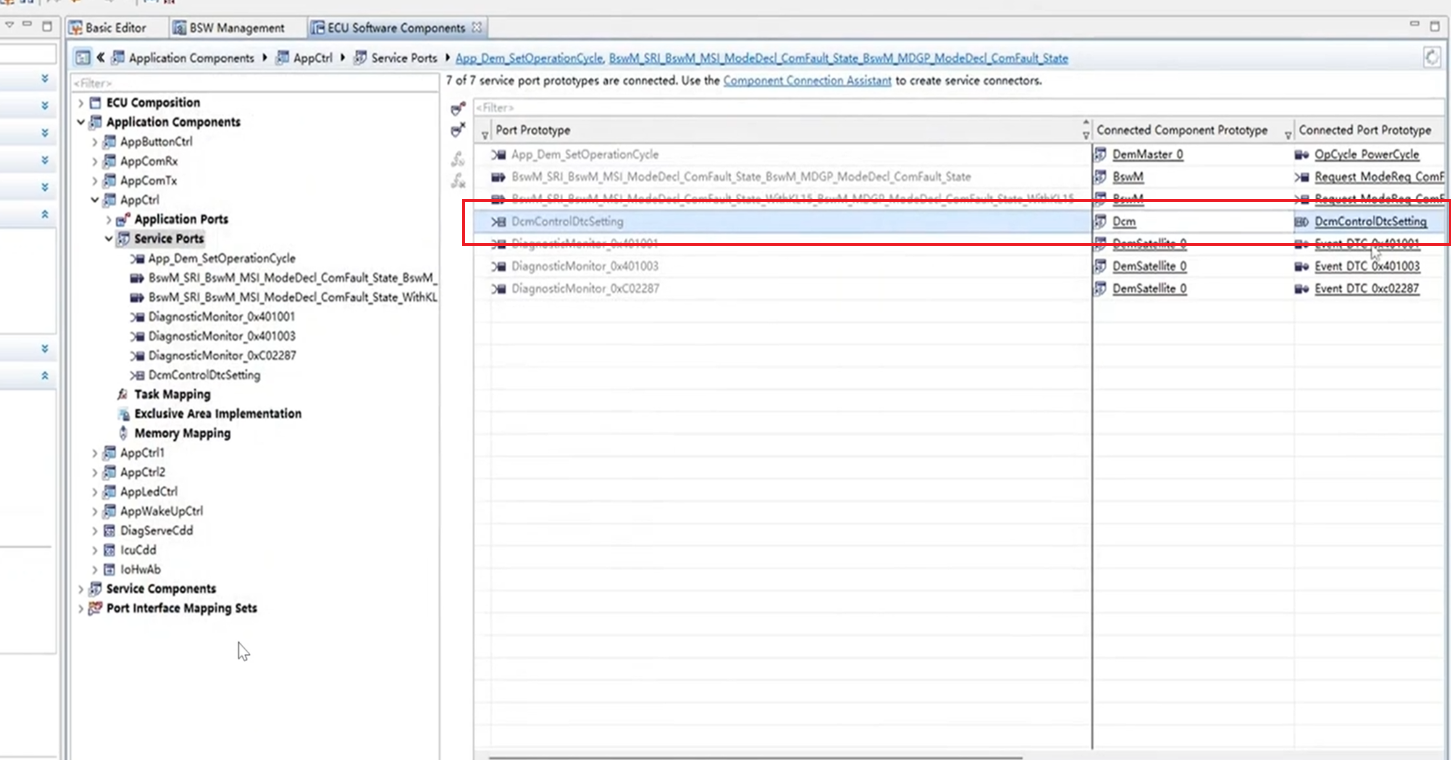 Basic Editor
BSW Management
ECU Software Components
Application Components
AppCtrl
Service Ports
App_Dem_SetOperationCycle, BswM_SRI_BswM_MSI_ModeDecl_ComFault_State_BswM_MDGP_ModeDecl_ComFault_State
<Filter>
ECU Composition
Application Components
AppButtonCtrl
AppComRx
AppComTx
AppCtrl
Application Ports
Service Ports
App_Dem_SetOperationCycle
BswM_SRI_BswM_MSI_ModeDecl_ComFault_State_BswM_
BswM_SRI_BswM_MSI_ModeDecl_ComFault_State_WithKL
DiagnosticMonitor_0x401001
DiagnosticMonitor_0x401003
DiagnosticMonitor_0xC02287
DcmControlDtcSetting
Task Mapping
Exclusive Area Implementation
Memory Mapping
AppCtrl1
AppCtrl2
AppLedCtrl
AppWakeUpCtrl
DiagServeCdd
IcuCdd
IoHwAb
Service Components
Port Interface Mapping Sets
7 of 7 service port prototypes are connected. Use the Component Connection Assistant to create service connectors.
<Filter>
Port Prototype Connected Component Prototype Connected Port Prototype
App_Dem_SetOperationCycle DemMaster_0 OpCycle_PowerCycle
BswM_SRI_BswM_MSI_ModeDecl_ComFault_State_BswM_MDGP_ModeDecl_ComFault_State BswM Request_ModeReq_ComF
BswM_SRI_BswM_MSI_ModeDecl_ComFault_State_WithKL15_BswM_MDGP_ModeDecl_ComFault_State_WithKL15 BswM Request_ModeReq_ComF
DcmControlDtcSetting Dcm DcmControlDtcSetting
DiagnosticMonitor_0x401001 DemSatellite_0 Event_DTC_0x401001
DiagnosticMonitor_0x401003 DemSatellite_0 Event_DTC_0x401003
DiagnosticMonitor_0xC02287 DemSatellite_0 Event_DTC_0xc02287